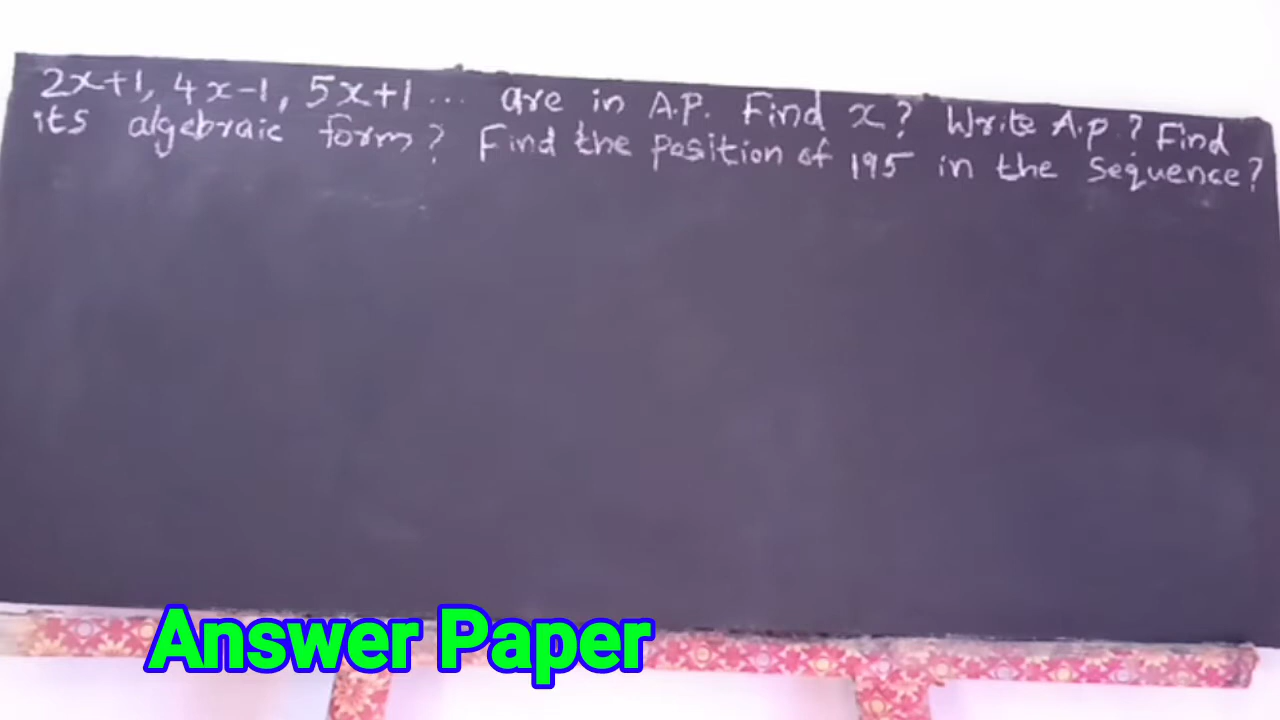 2x+1, 4x-1, 5x+1 ... are in A.P. Find x? Write A.p.? Find
its algebraic form? Find the position of 195 in the sequence?
Answer Paper